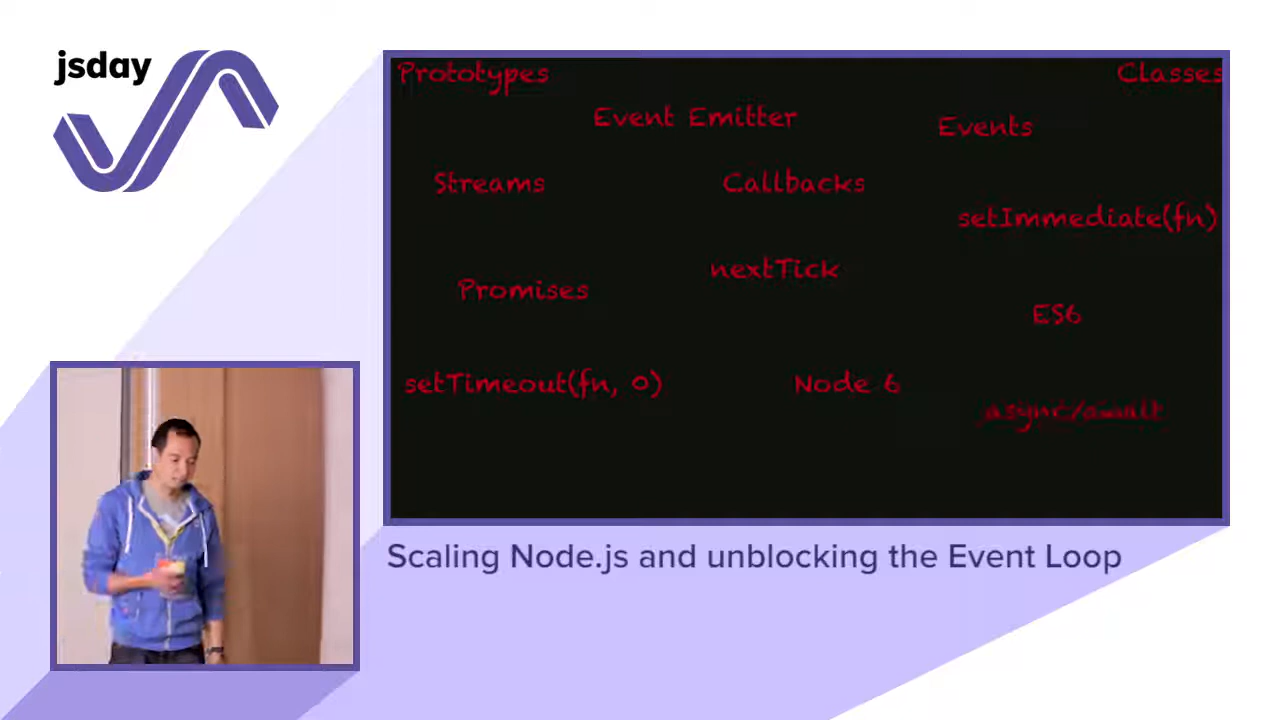 jsday
Prototypes
Classes
Event Emitter
Events
Streams
Callbacks
setImmediate(fn)
nextTick
Promises
ES6
setTimeout(fn, 0)
Node 6
async/await
Scaling Node.js and unblocking the Event Loop